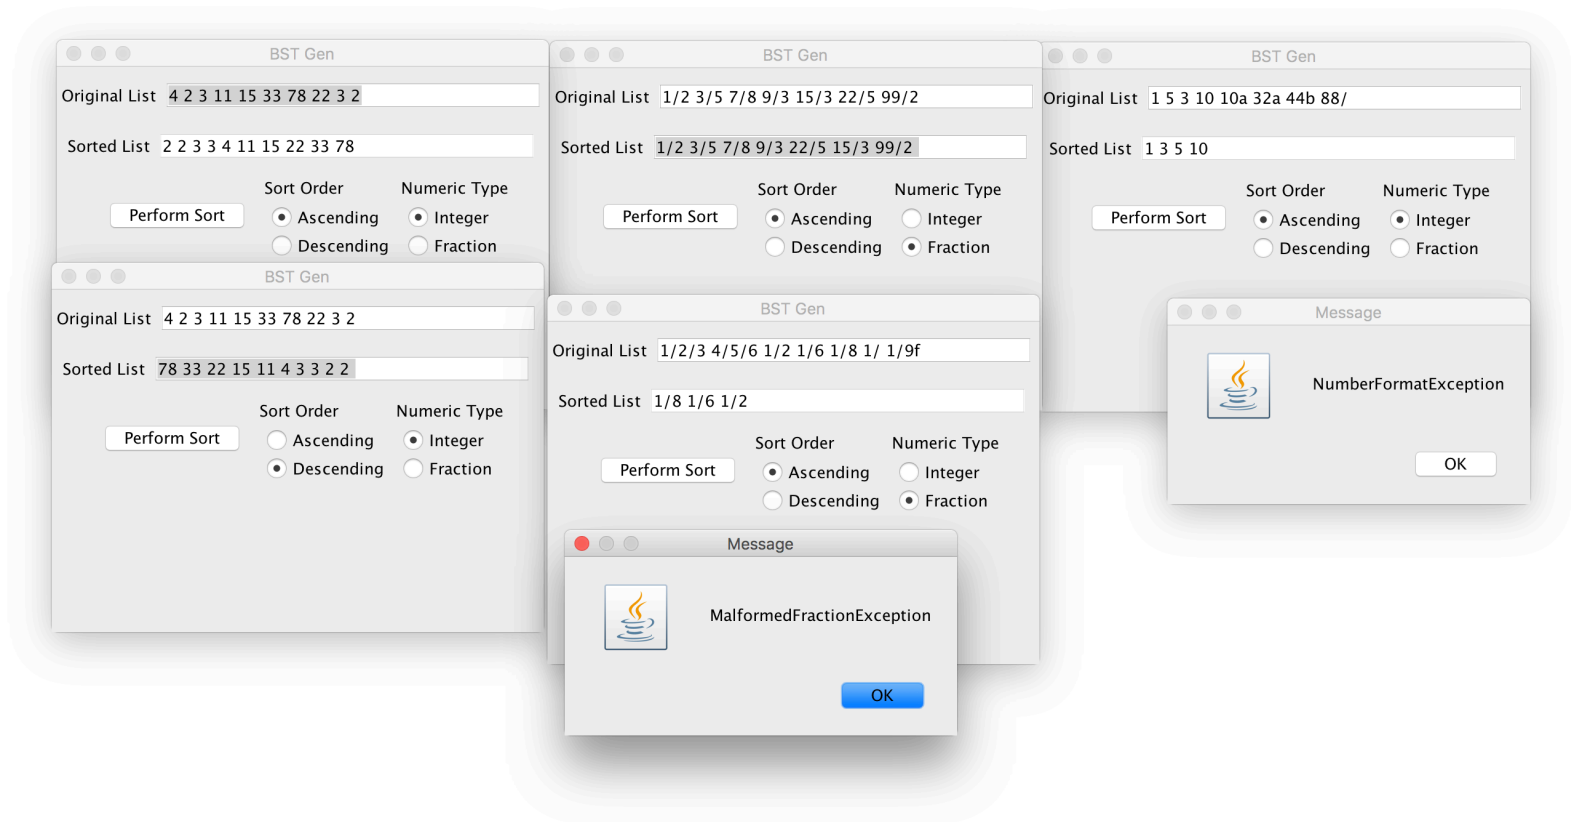 BST Gen
Original List 4 2 3 11 15 33 78 22 3 2
Sorted List 2 2 3 3 4 11 15 22 33 78
Sort Order Numeric Type
Perform Sort Ascending Integer
Descending Fraction
BST Gen
Original List 1/2 3/5 7/8 9/3 15/3 22/5 99/2
Sorted List 1/2 3/5 7/8 9/3 22/5 15/3 99/2
Sort Order Numeric Type
Perform Sort Ascending Integer
Descending Fraction
BST Gen
Original List 1 5 3 10 10a 32a 44b 88/
Sorted List 1 3 5 10
Sort Order Numeric Type
Perform Sort Ascending Integer
Descending Fraction
BST Gen
Original List 4 2 3 11 15 33 78 22 3 2
Sorted List 78 33 22 15 11 4 3 3 2 2
Sort Order Numeric Type
Perform Sort Ascending Integer
Descending Fraction
BST Gen
Original List 1/2/3 4/5/6 1/2 1/6 1/8 1/ 1/9f
Sorted List 1/8 1/6 1/2
Sort Order Numeric Type
Perform Sort Ascending Integer
Descending Fraction
Message
NumberFormatException
OK
Message
MalformedFractionException
OK